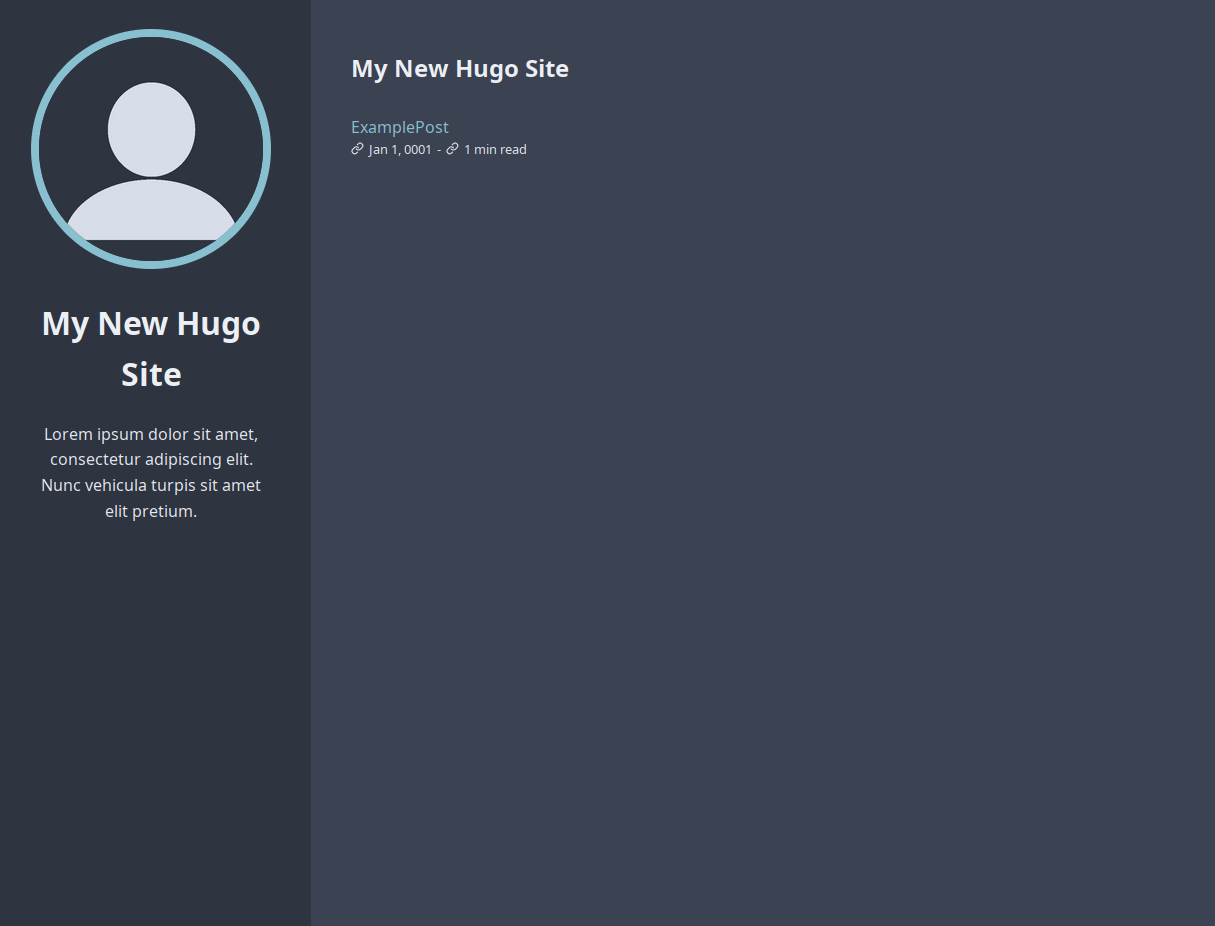 My New Hugo
Site
Lorem ipsum dolor sit amet,
consectetur adipiscing elit.
Nunc vehicula turpis sit amet
elit pretium.
My New Hugo Site
ExamplePost
Jan 1, 0001 - 1 min read